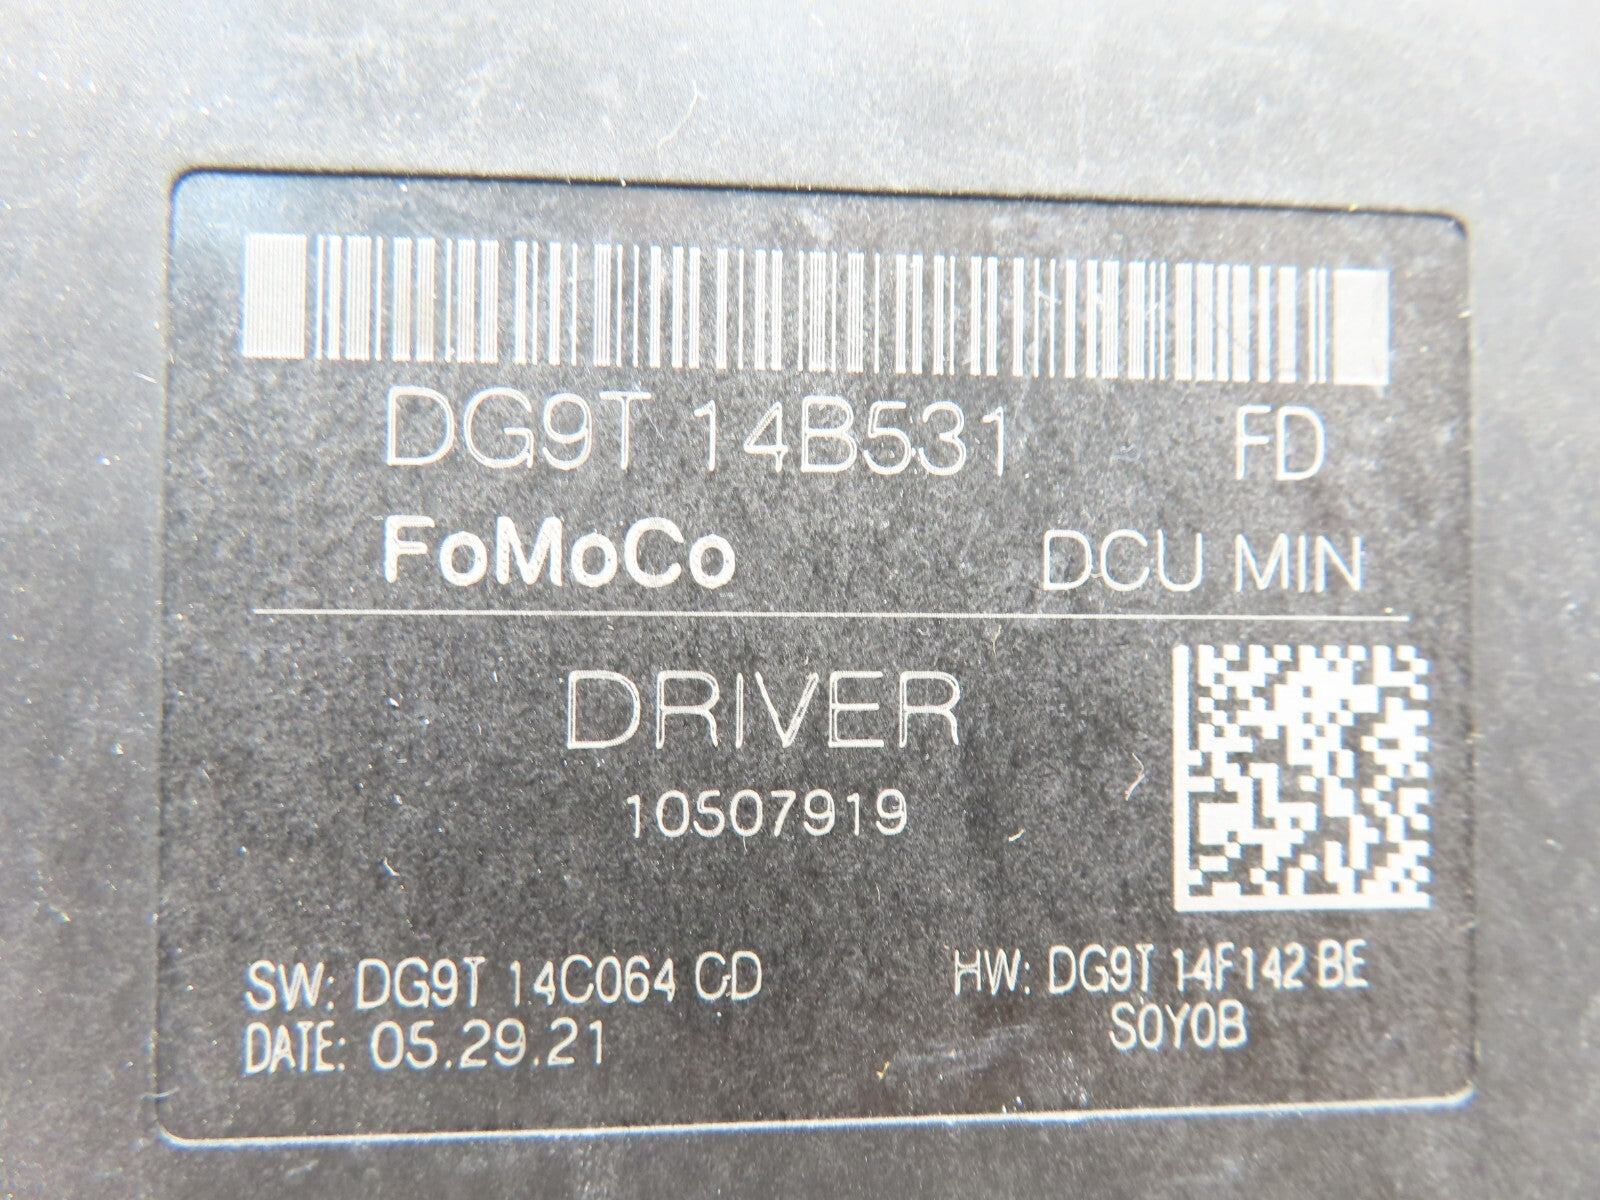 DG9T 14B531 FD
FoMoCo DCU MIN
DRIVER
10507919
SW: DG9T 14C064 CD
DATE: 05.29.21
HW: DG9T 14F142 BE
S0Y0B